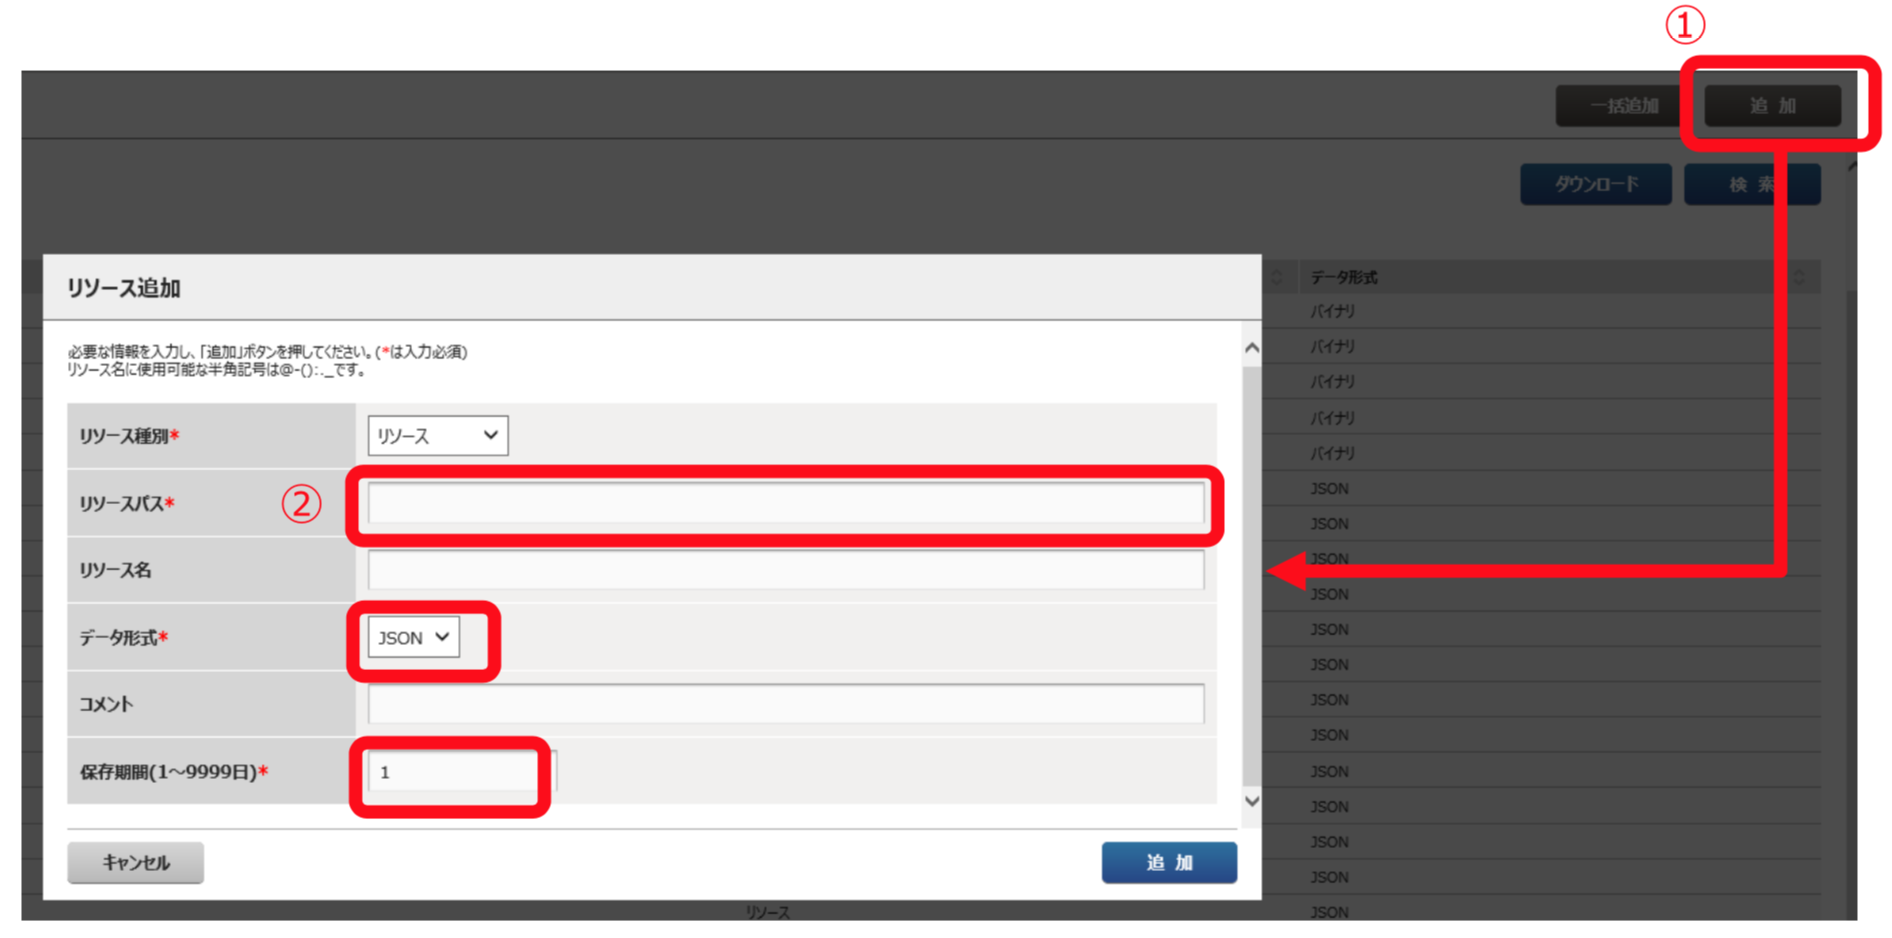 ①
一括追加
追 加
ダウンロード
検 索
リソース追加
データ形式
バイナリ
必要な情報を入力し、「追加」ボタンを押してください。(*は入力必須)
バイナリ
リソース名に使用可能な半角記号は@-():._です。
バイナリ
バイナリ
リソース種別*
リソース
バイナリ
JSON
リソースパス*
②
JSON
JSON
リソース名
JSON
データ形式*
JSON
JSON
JSON
コメント
JSON
JSON
保存期間(1～9999日)*
1
JSON
JSON
JSON
キャンセル
追 加
JSON
リソース
JSON